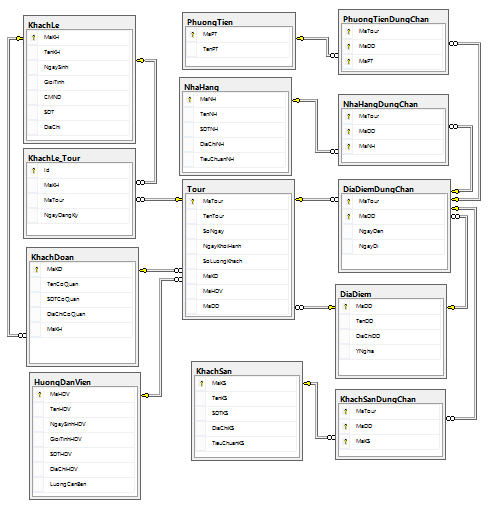 KhachLe
MaKH
TenKH
NgaySinh
GioiTinh
CMND
SDT
DiaChi
KhachLe_Tour
Id
MaKH
MaTour
NgayDangKy
KhachDoan
MaKD
TenCoQuan
SDTCoQuan
DiaChiCoQuan
MaKH
HuongDanVien
MaHDV
TenHDV
NgaySinhHDV
GioiTinhHDV
SDTHDV
DiaChiHDV
LuongCanBan
PhuongTien
MaPT
TenPT
NhaHang
MaNH
TenNH
SDTNH
DiaChiNH
TieuChuanNH
Tour
MaTour
TenTour
SoNgay
NgayKhoiHanh
SoLuongKhach
MaKD
MaHDV
MaDD
KhachSan
MaKS
TenKS
SDTKS
DiaChiKS
TieuChuanKS
PhuongTienDungChan
MaTour
MaDD
MaPT
NhaHangDungChan
MaTour
MaDD
MaNH
DiaDiemDungChan
MaTour
MaDD
NgayDen
NgayDi
DiaDiem
MaDD
TenDD
DiaChiDD
YNghia
KhachSanDungChan
MaTour
MaDD
MaKS